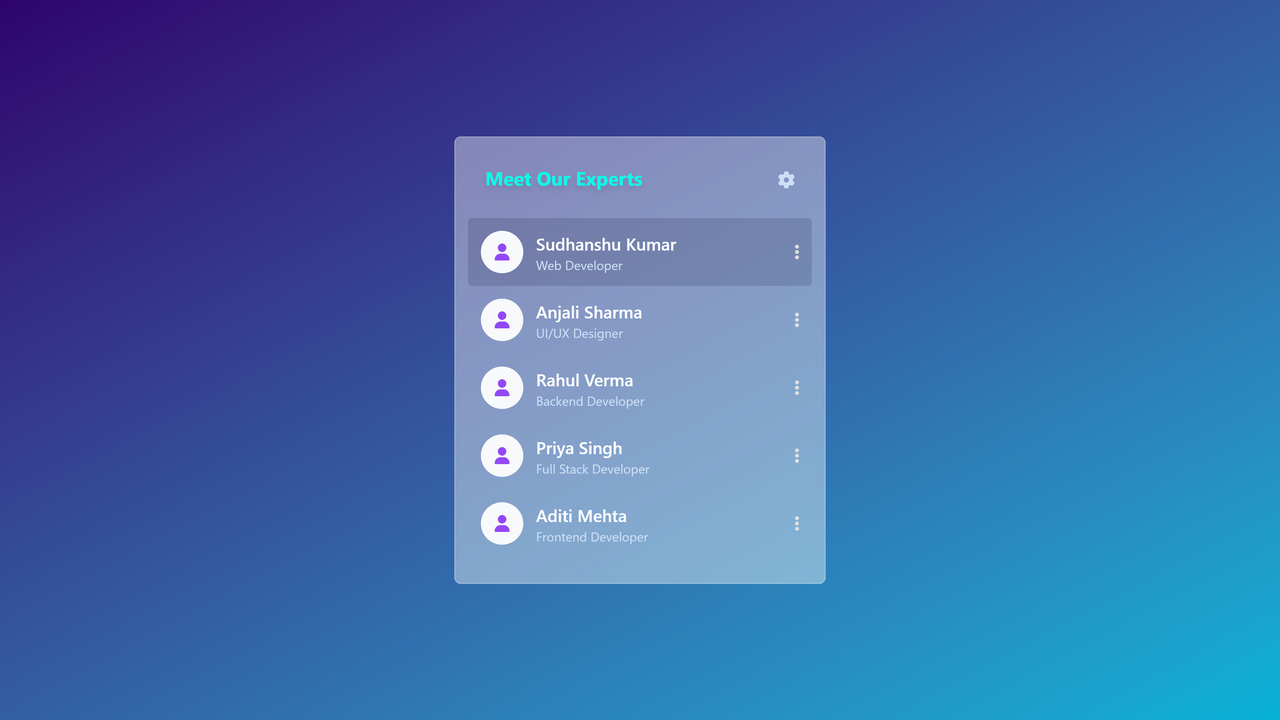 Meet Our Experts
Sudhanshu Kumar
Web Developer
Anjali Sharma
UI/UX Designer
Rahul Verma
Backend Developer
Priya Singh
Full Stack Developer
Aditi Mehta
Frontend Developer